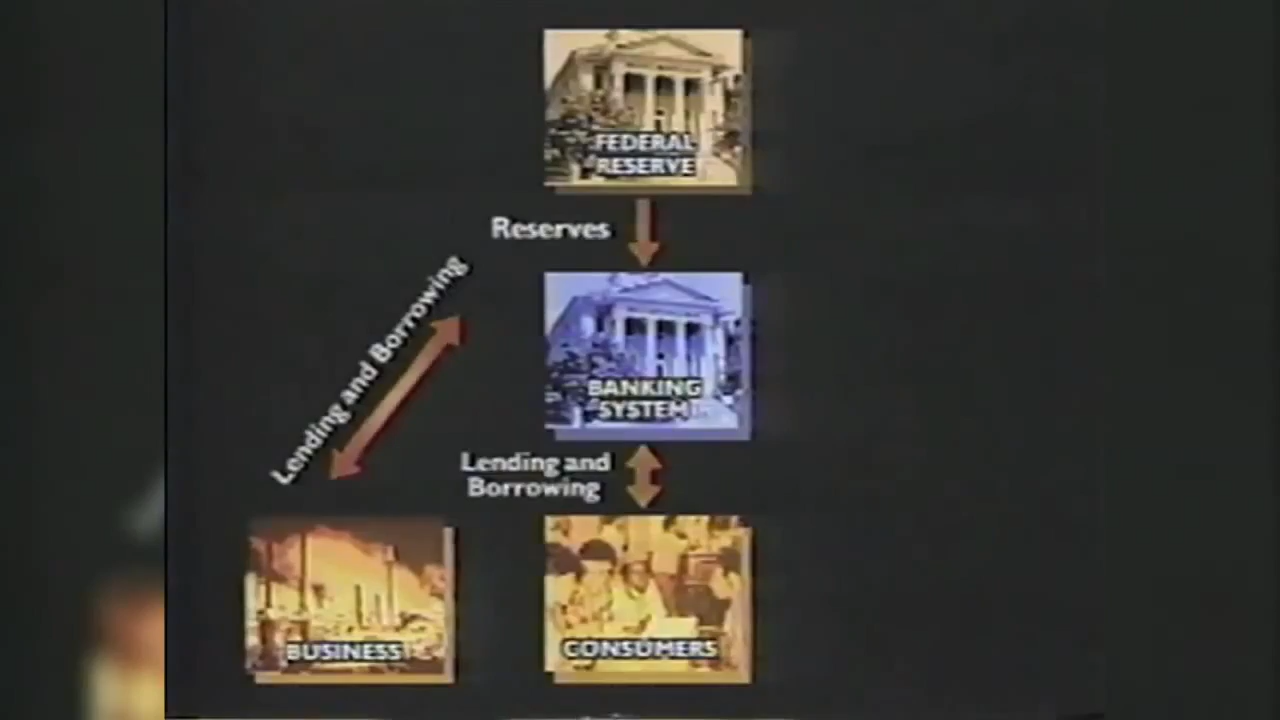 FEDERAL
RESERVE
Reserves
Lending and Borrowing
BANKING
SYSTEM
Lending and
Borrowing
BUSINESS
CONSUMERS